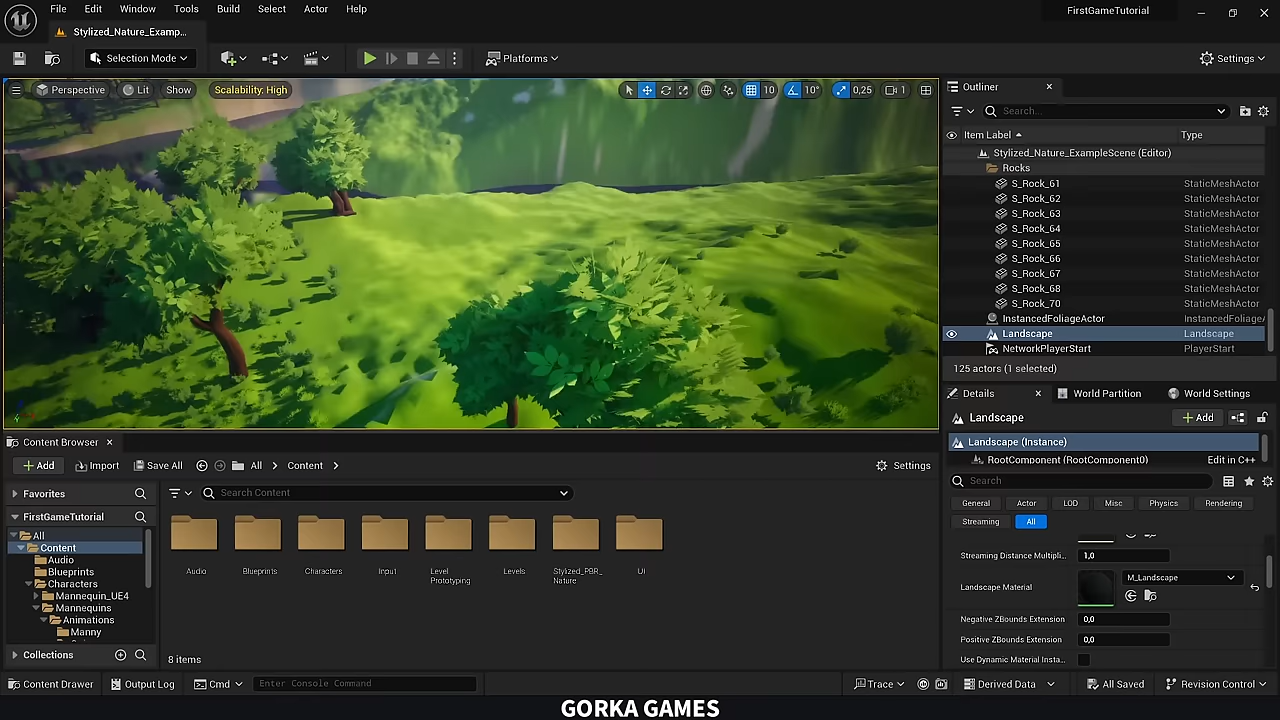 File Edit Window Tools Build Select Actor Help
FirstGameTutorial
Stylized_Nature_Examp...
Selection Mode
Platforms
Settings
Perspective Lit Show Scalability: High
10 10° 0,25 1
Outliner
Search...
Item Label Type
Stylized_Nature_ExampleScene (Editor)
Rocks
S_Rock_61 StaticMeshActor
S_Rock_62 StaticMeshActor
S_Rock_63 StaticMeshActor
S_Rock_64 StaticMeshActor
S_Rock_65 StaticMeshActor
S_Rock_66 StaticMeshActor
S_Rock_67 StaticMeshActor
S_Rock_68 StaticMeshActor
S_Rock_70 StaticMeshActor
InstancedFoliageActor InstancedFoliageA
Landscape Landscape
NetworkPlayerStart PlayerStart
125 actors (1 selected)
Details World Partition World Settings
Landscape
Add
Landscape (Instance)
RootComponent (RootComponent0) Edit in C++
Search
General Actor LOD Misc Physics Rendering
Streaming All
Streaming Distance Multipli... 1,0
Landscape Material M_Landscape
Negative ZBounds Extension 0,0
Positive ZBounds Extension 0,0
Use Dynamic Material Insta...
Content Browser
Add Import Save All All Content Settings
Favorites
Search Content
FirstGameTutorial
All
Content
Audio
Blueprints
Characters
Mannequin_UE4
Mannequins
Animations
Manny
Collections
Audio
Blueprints
Characters
Input
Level
Prototyping
Levels
Stylized_PBR_
Nature
Ui
8 items
Content Drawer Output Log Cmd Enter Console Command
Trace Derived Data All Saved Revision Control
GORKA GAMES